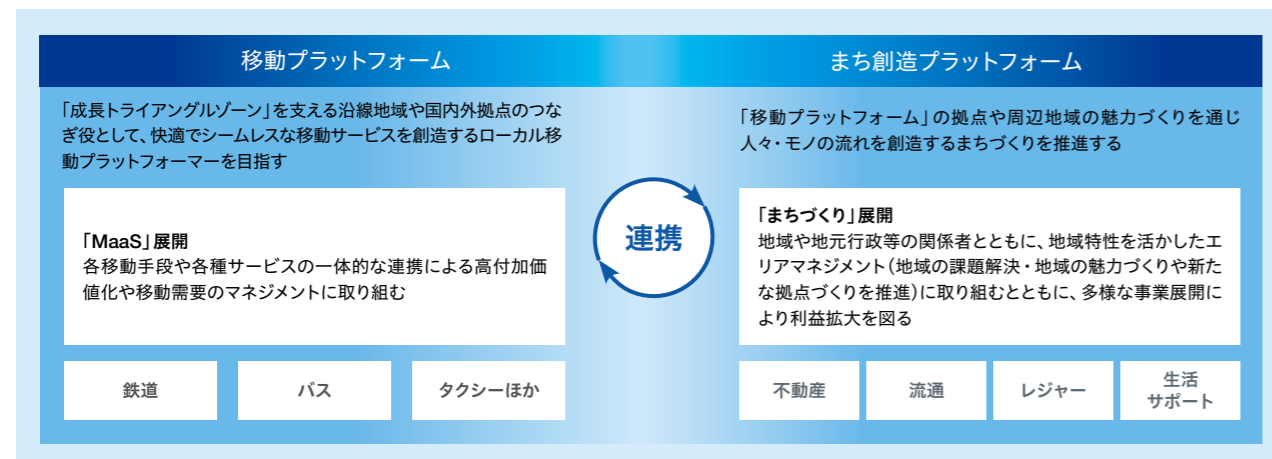 移動プラットフォーム
「成長トライアングルゾーン」を支える沿線地域や国内外拠点のつな
ぎ役として、快適でシームレスな移動サービスを創造するローカル移
動プラットフォーマーを目指す
「MaaS」展開
各移動手段や各種サービスの一体的な連携による高付加価
値化や移動需要のマネジメントに取り組む
鉄道
バス
タクシーほか
連携
まち創造プラットフォーム
「移動プラットフォーム」の拠点や周辺地域の魅力づくりを通じ
人々・モノの流れを創造するまちづくりを推進する
「まちづくり」展開
地域や地元行政等の関係者とともに、地域特性を活かしたエ
リアマネジメント（地域の課題解決・地域の魅力づくりや新た
な拠点づくりを推進）に取り組むとともに、多様な事業展開に
より利益拡大を図る
不動産
流通
レジャー
生活
サポート